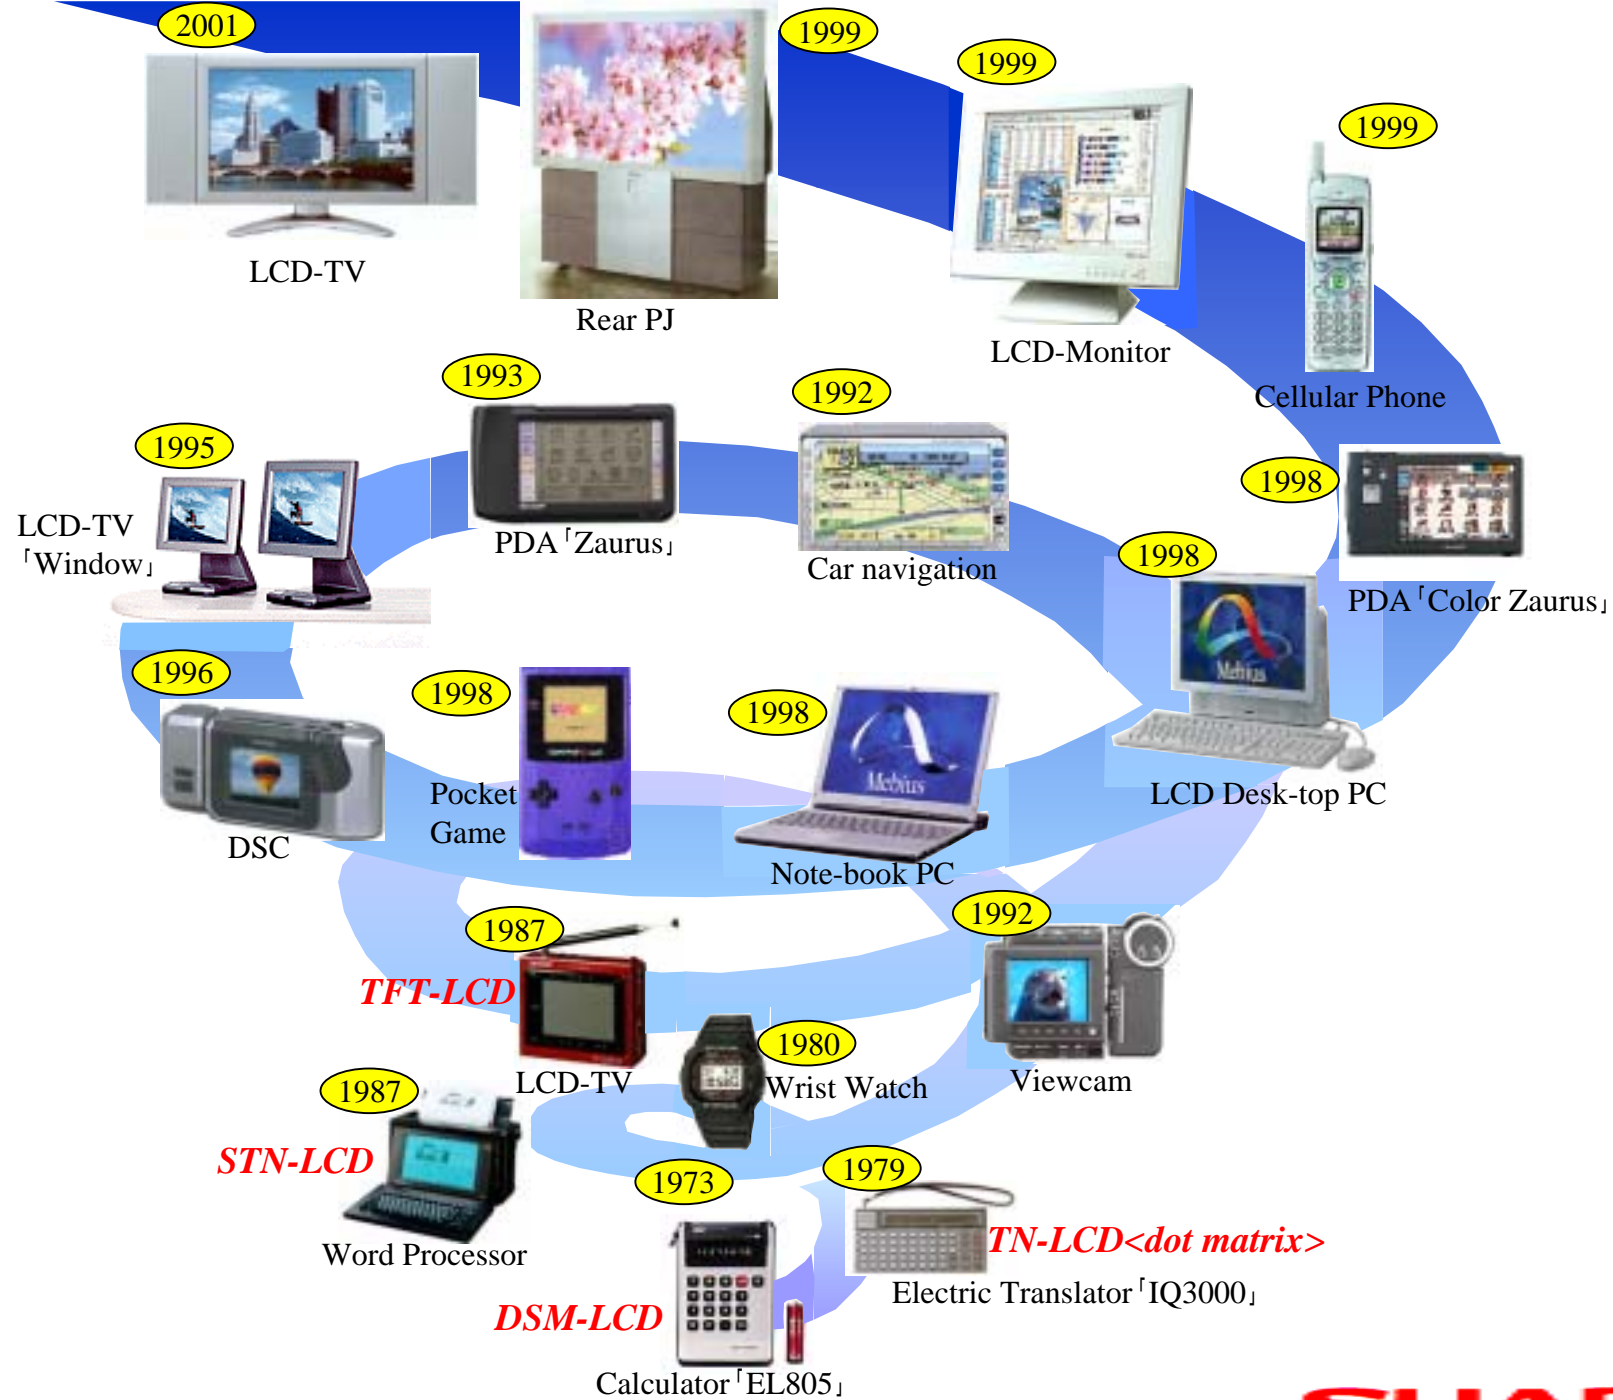 2001
1999
1999
1999
LCD-TV
Rear PJ
LCD-Monitor
Cellular Phone
1995
1993
1992
1998
1998
LCD-TV
「Window」
PDA「Zaurus」
Car navigation
Mebius
PDA「Color Zaurus」
1996
1998
1998
Mebius
DSC
Pocket
Game
Note-book PC
LCD Desk-top PC
1987
1992
TFT-LCD
LCD-TV
1980
Wrist Watch
Viewcam
1987
STN-LCD
Word Processor
1973
1979
TN-LCD<dot matrix>
Electric Translator「IQ3000」
DSM-LCD
Calculator「EL805」